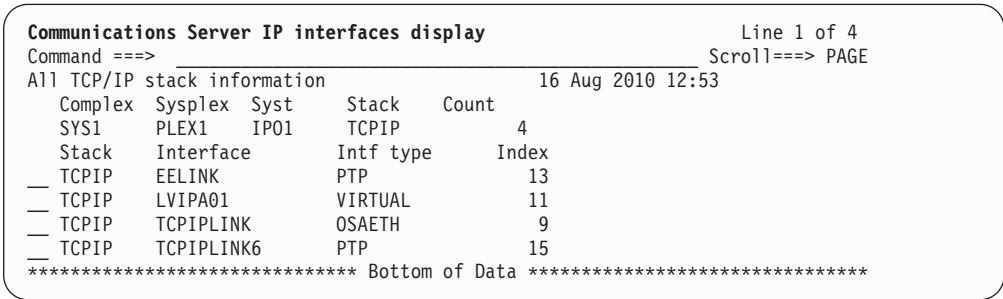 Communications Server IP interfaces display Line 1 of 4
Command ===> _________________________________________________ Scroll===> PAGE
All TCP/IP stack information 16 Aug 2010 12:53
Complex Sysplex Syst Stack Count
SYS1 PLEX1 IPO1 TCPIP 4
Stack Interface Intf type Index
__ TCPIP EELINK PTP 13
__ TCPIP LVIPA01 VIRTUAL 11
__ TCPIP TCPIPLINK OSAETH 9
__ TCPIP TCPIPLINK6 PTP 15
******************************* Bottom of Data ********************************